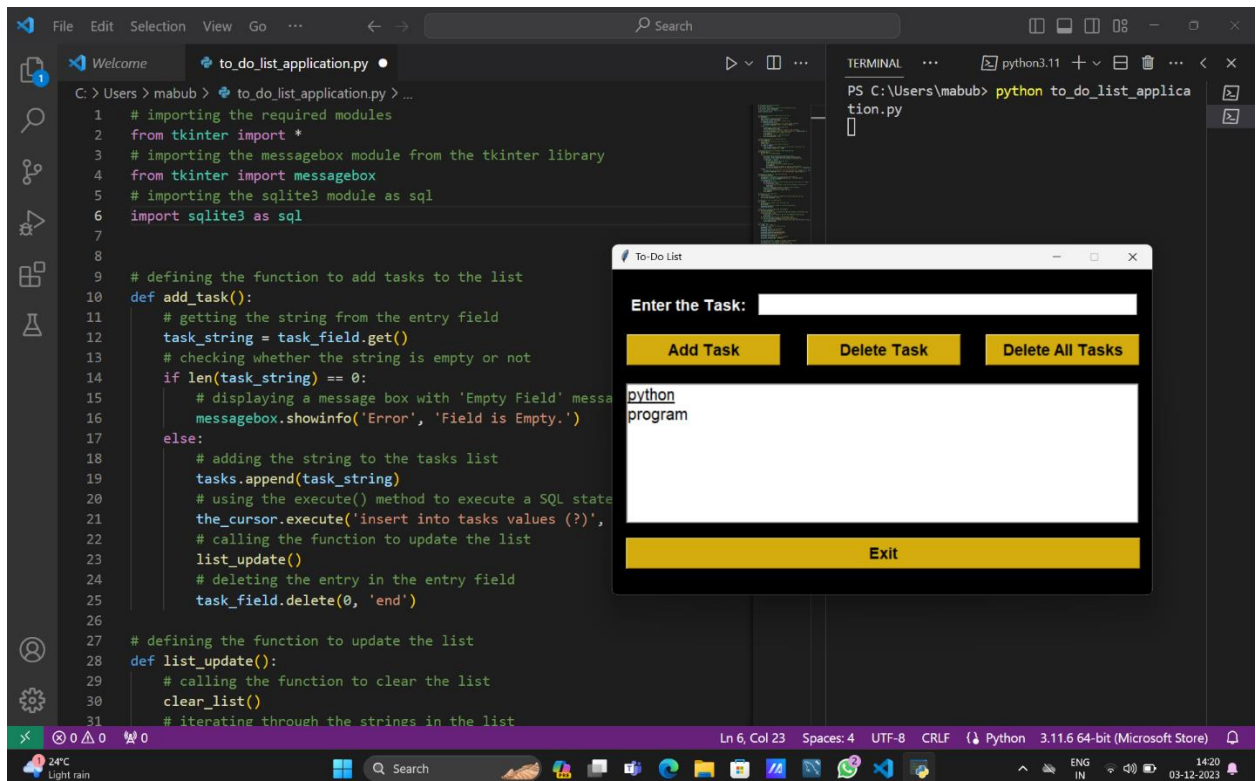 File Edit Selection View Go ··· Search
Welcome to_do_list_application.py
C: > Users > mabub > to_do_list_application.py > ...
1 # importing the required modules
2 from tkinter import *
3 # importing the messagebox module from the tkinter library
4 from tkinter import messagebox
5 # importing the sqlite3 module as sql
6 import sqlite3 as sql
7
8
9 # defining the function to add tasks to the list
10 def add_task():
11 # getting the string from the entry field
12 task_string = task_field.get()
13 # checking whether the string is empty or not
14 if len(task_string) == 0:
15 # displaying a message box with 'Empty Field' messa
16 messagebox.showinfo('Error', 'Field is Empty.')
17 else:
18 # adding the string to the tasks list
19 tasks.append(task_string)
20 # using the execute() method to execute a SQL state
21 the_cursor.execute('insert into tasks values (?)',
22 # calling the function to update the list
23 list_update()
24 # deleting the entry in the entry field
25 task_field.delete(0, 'end')
26
27 # defining the function to update the list
28 def list_update():
29 # calling the function to clear the list
30 clear_list()
31 # iterating through the strings in the list
TERMINAL ··· python3.11
PS C:\Users\mabub> python to_do_list_applica
tion.py
To-Do List
Enter the Task:
Add Task Delete Task Delete All Tasks
python
program
Exit
0 0 0 Ln 6, Col 23 Spaces: 4 UTF-8 CRLF Python 3.11.6 64-bit (Microsoft Store)
24°C
Light rain
Search
ENG
IN
14:20
03-12-2023